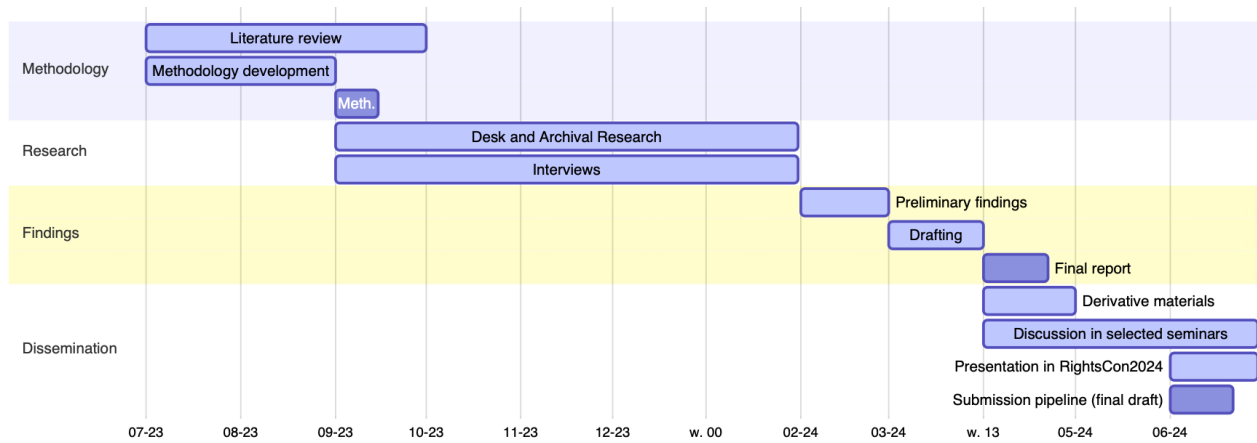 Methodology
Literature review
Methodology development
Meth.
Research
Desk and Archival Research
Interviews
Findings
Preliminary findings
Drafting
Final report
Dissemination
Derivative materials
Discussion in selected seminars
Presentation in RightsCon2024
Submission pipeline (final draft)
07-23 08-23 09-23 10-23 11-23 12-23 w. 00 02-24 03-24 w. 13 05-24 06-24